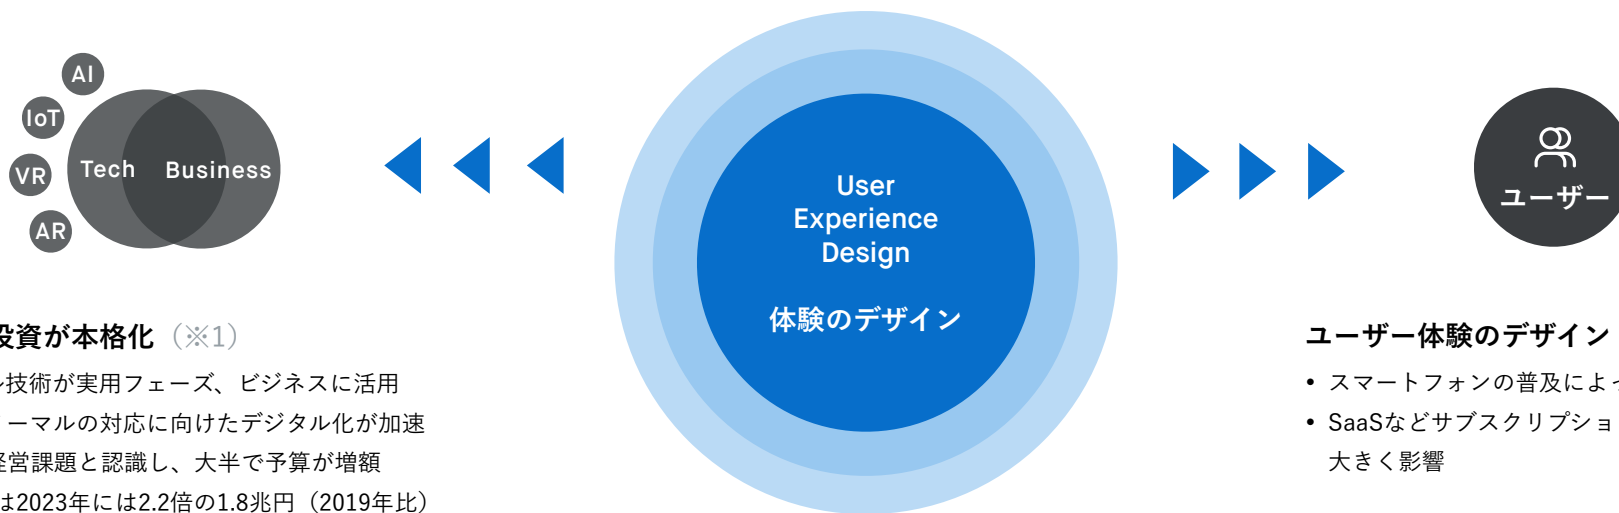 AI
IoT
VR
AR
Tech
Business
User
Experience
Design
体験のデザイン
ユーザー
投資が本格化（※1）
技術が実用フェーズ、ビジネスに活用
ーマルの対応に向けたデジタル化が加速
経営課題と認識し、大半で予算が増額
は2023年には2.2倍の1.8兆円（2019年比）
ユーザー体験のデザイン
• スマートフォンの普及によっ
• SaaSなどサブスクリプショ
大きく影響